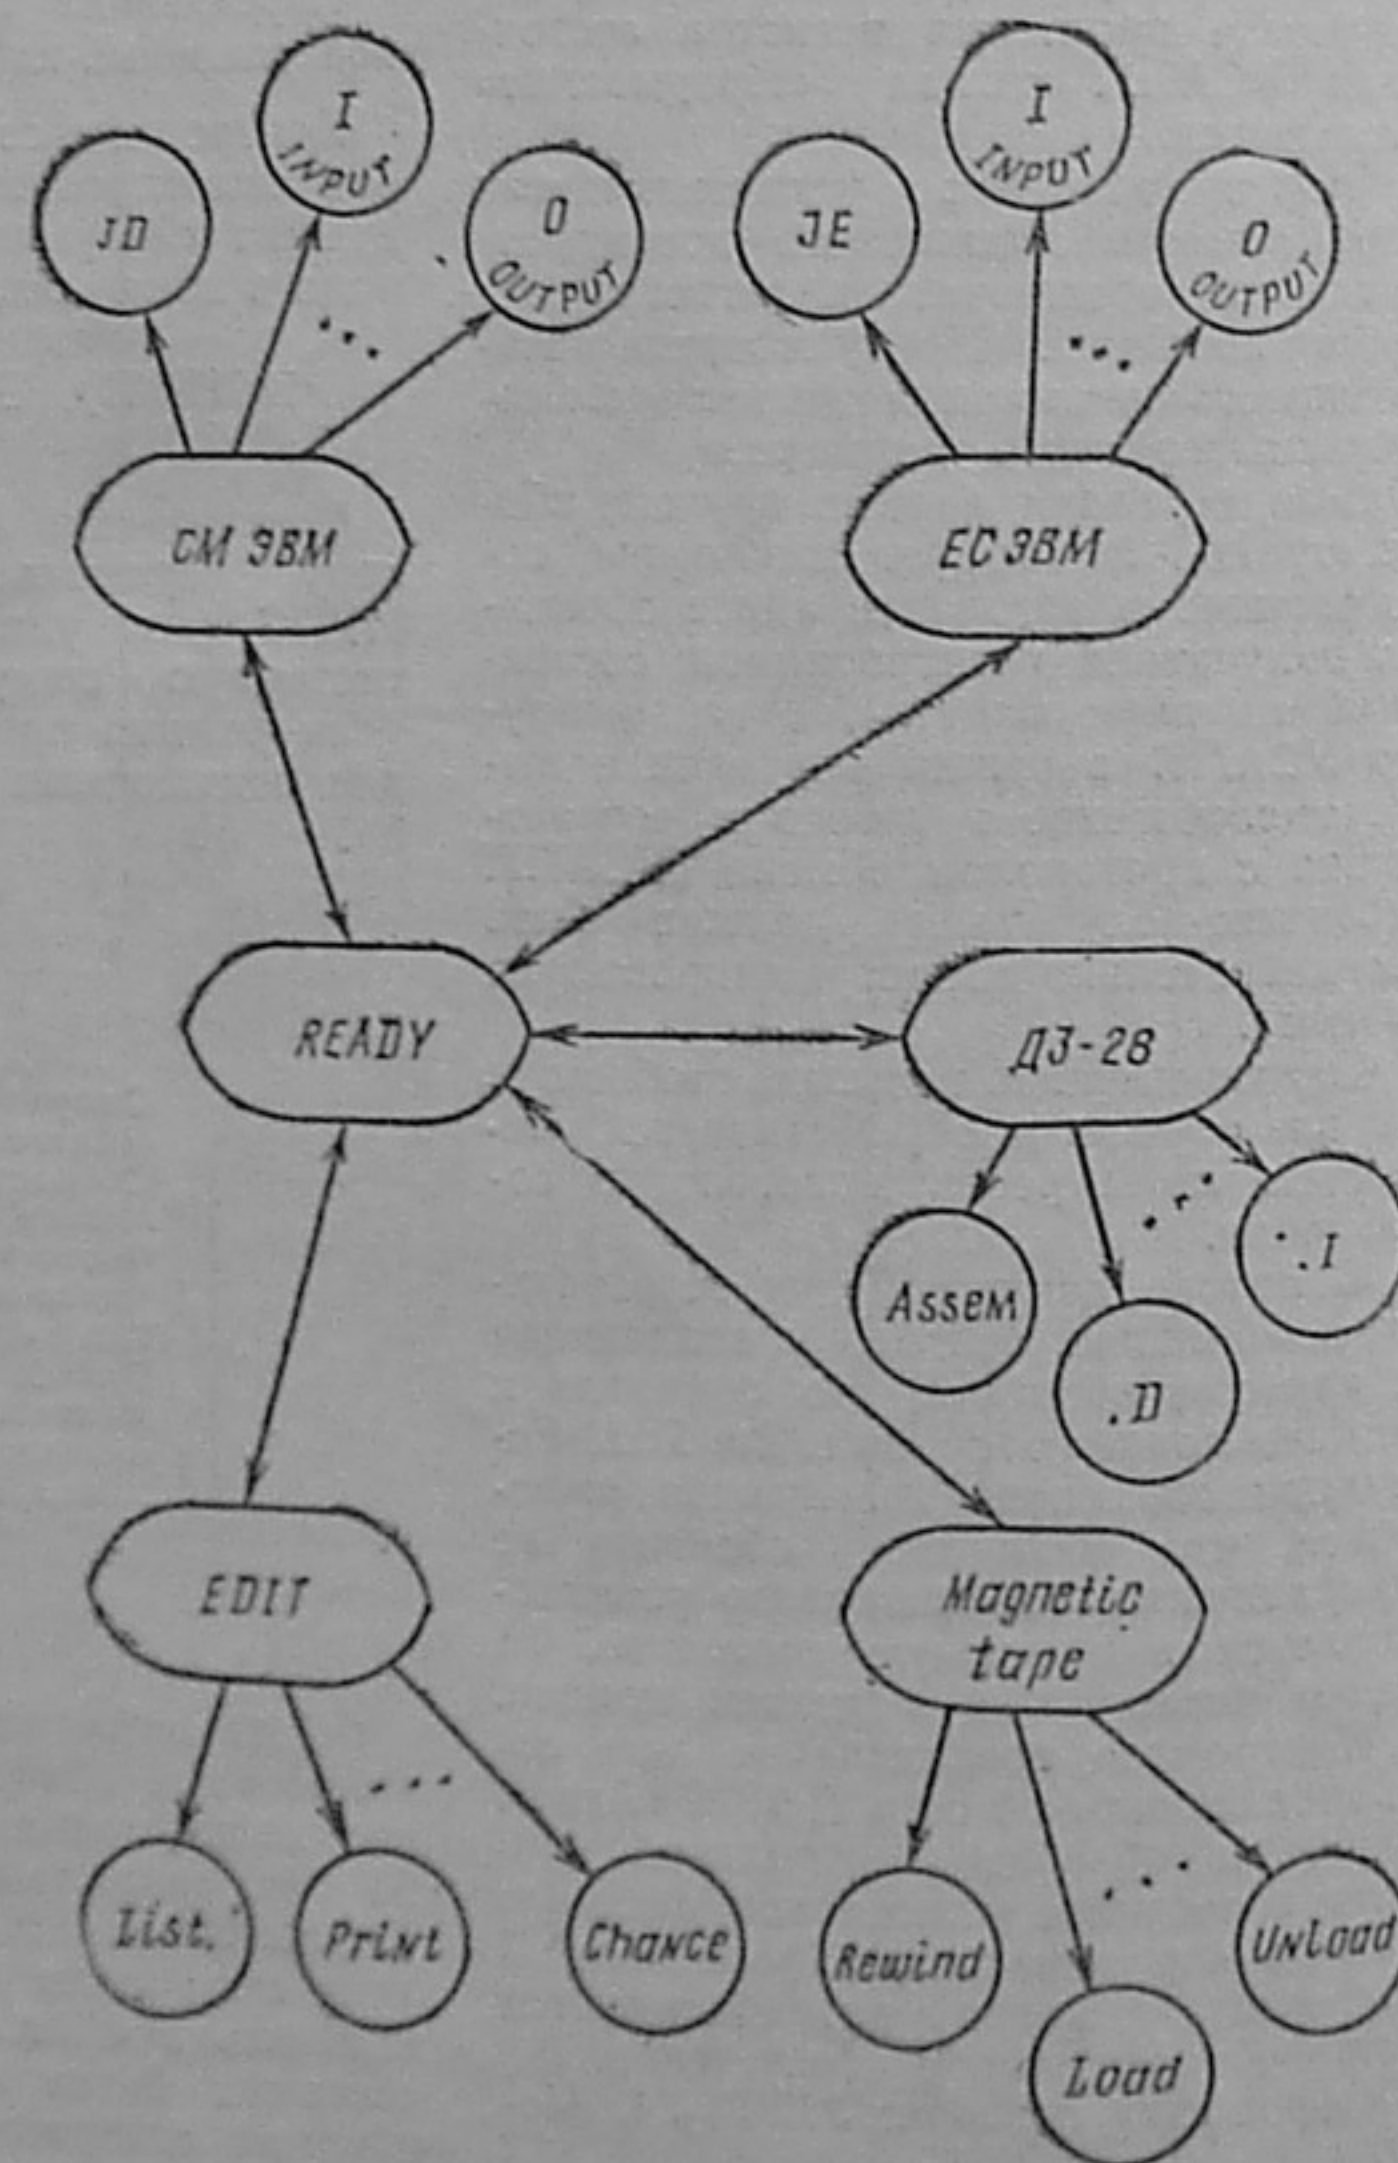 I
INPUT
JD
O
OUTPUT
I
INPUT
JE
O
OUTPUT
СМ ЭВМ
ЕС ЭВМ
READY
ДЗ-28
Assem
.D
.I
EDIT
Magnetic
tape
List.
Print
Chance
Rewind
Load
Unload